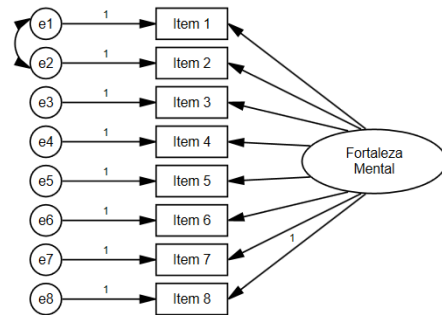 e1 1 Item 1
e2 1 Item 2
e3 1 Item 3
e4 1 Item 4
e5 1 Item 5
e6 1 Item 6
e7 1 Item 7
e8 1 Item 8
1
Fortaleza
Mental